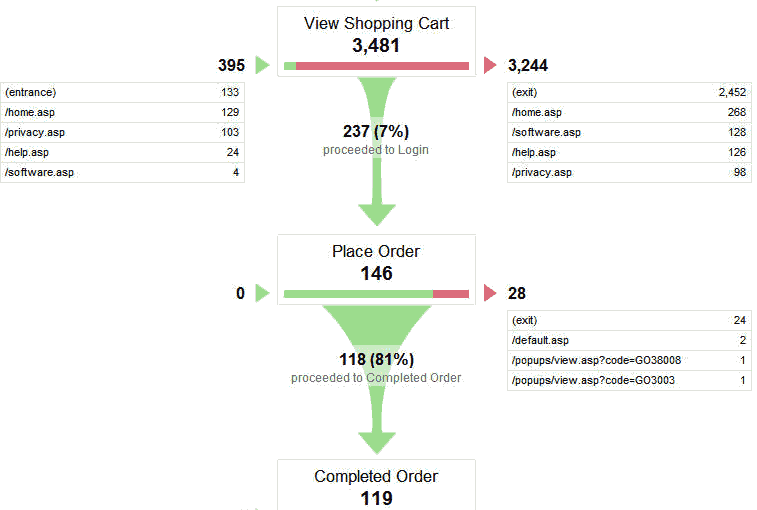 View Shopping Cart
3,481
395
3,244
(entrance) 133
/home.asp 129
/privacy.asp 103
/help.asp 24
/software.asp 4
(exit) 2,452
/home.asp 268
/software.asp 128
/help.asp 126
/privacy.asp 98
237 (7%)
proceeded to Login
Place Order
146
0
28
(exit) 24
/default.asp 2
/popups/view.asp?code=GO38008 1
/popups/view.asp?code=GO3003 1
118 (81%)
proceeded to Completed Order
Completed Order
119